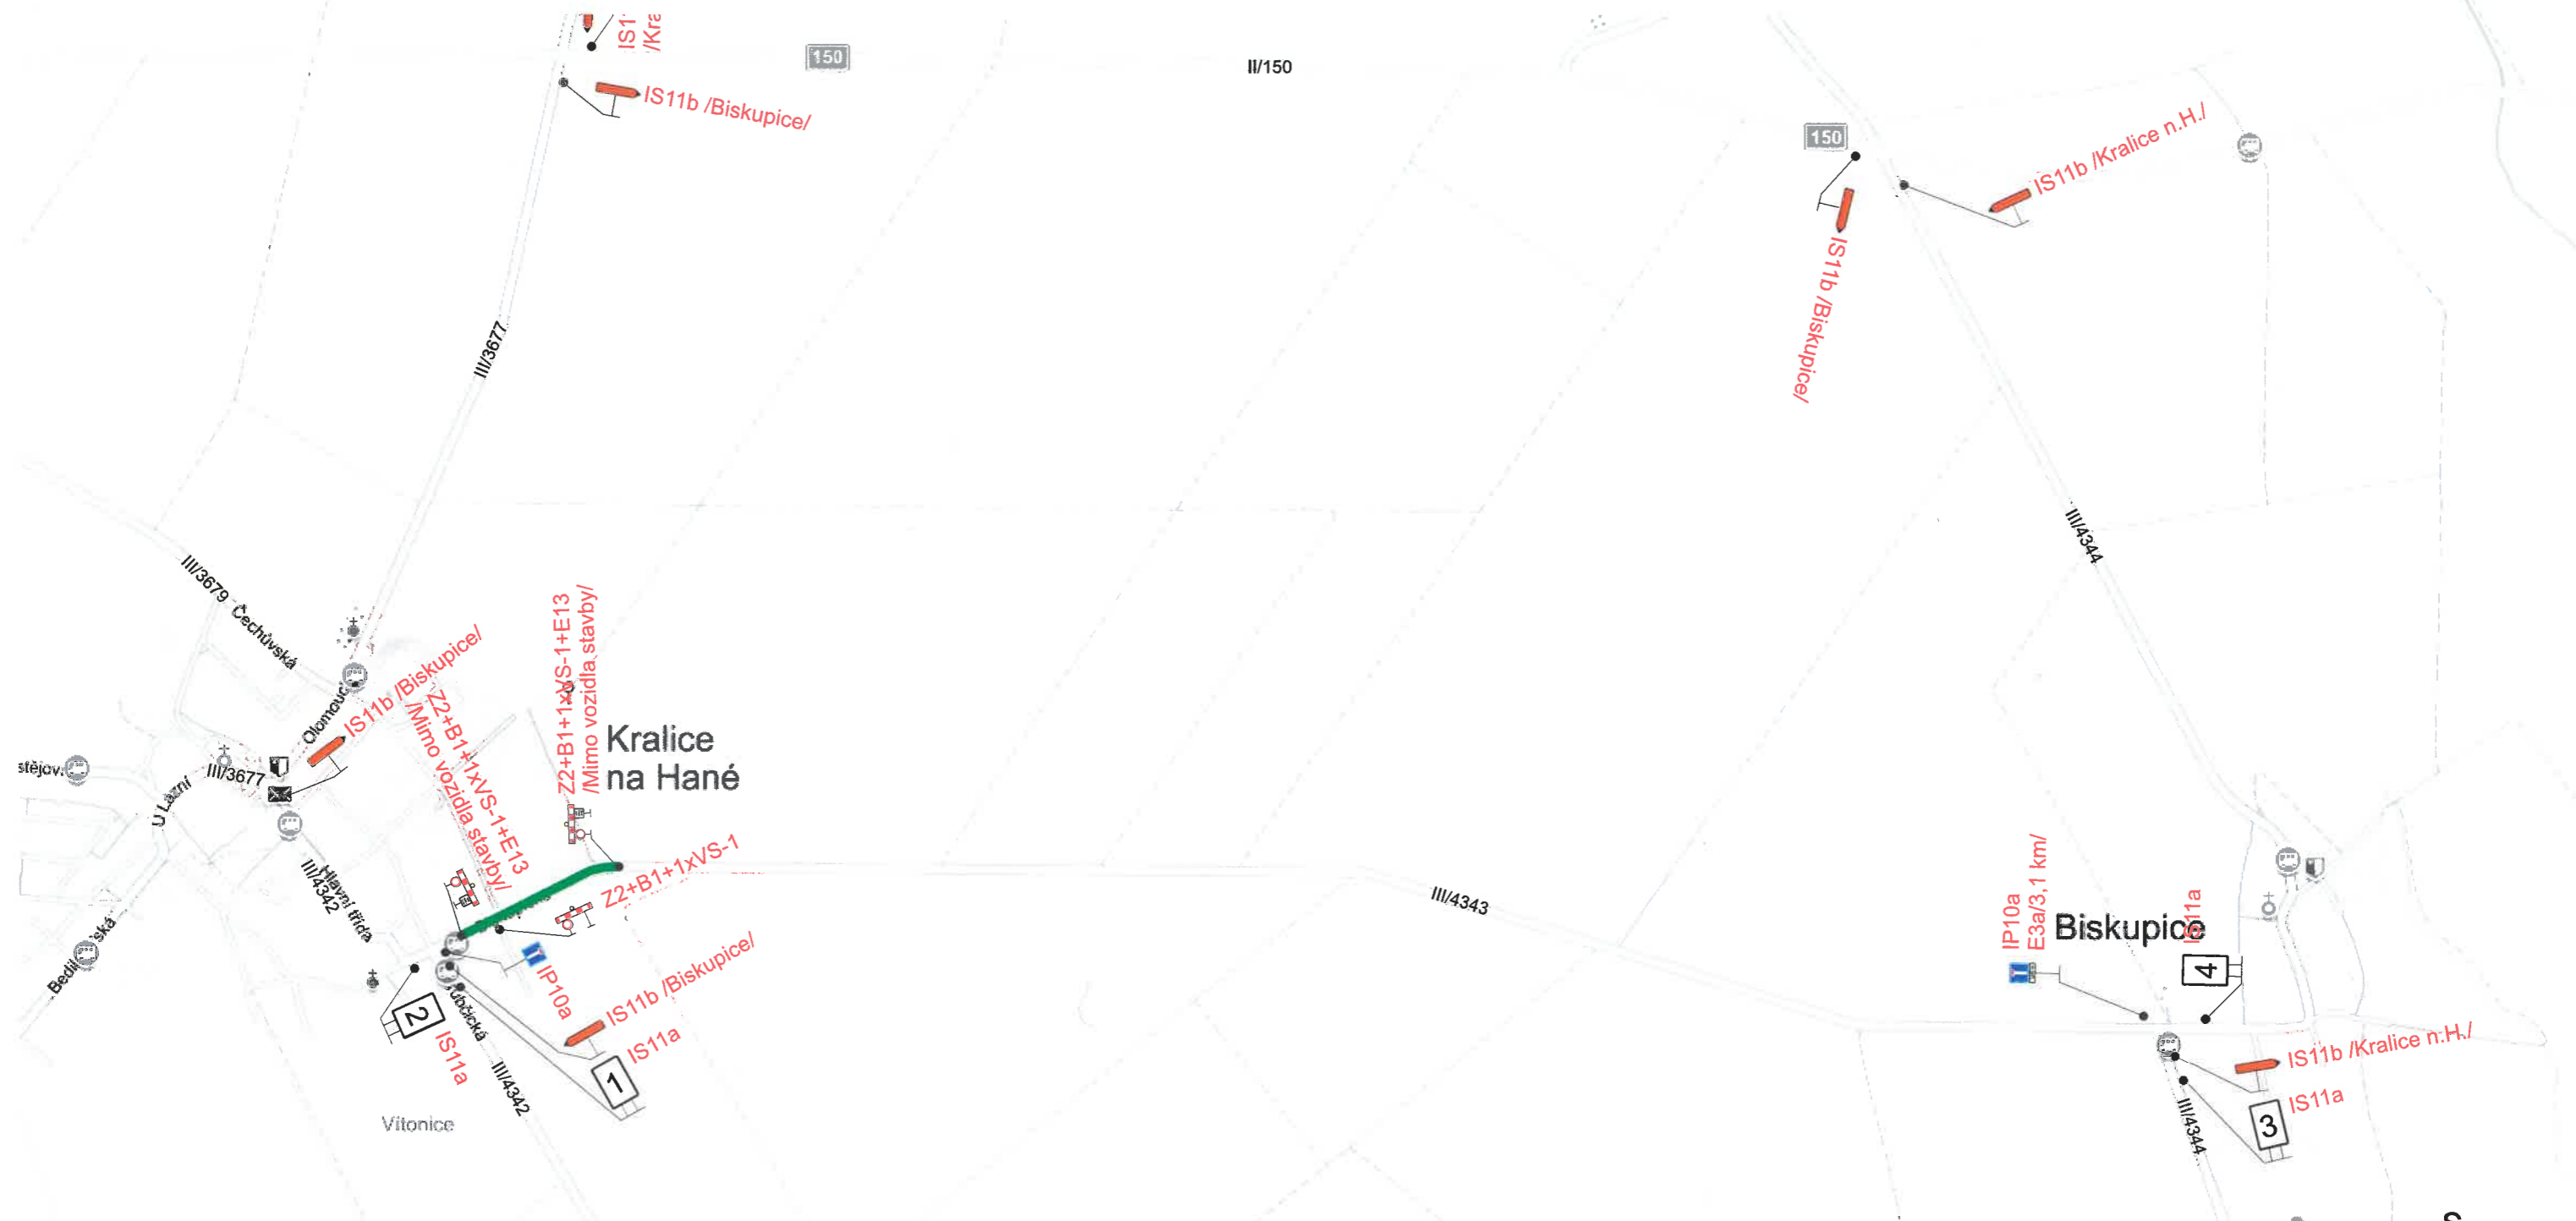 IS1
/Kra
150
II/150
IS11b /Biskupice/
150
IS11b /Kralice n.H./
IS11b /Biskupice/
III/3677
III/4344
III/3679 Čechůvská
Z2+B1+1xVS-1+E13
/Mimo vozidla stavby/
IS11b /Biskupice/
Z2+B1+1xVS-1+E13
/Mimo vozidla stavby/
Kralice
na Hané
III/3677
U Lázní
III/4342
Hlavní třída
Z2+B1+1xVS-1
III/4343
IP10a
E3a/3,1 km/
Biskupice
IS11a
4
IP10a
IS11b /Biskupice/
IS11a
1
2
IS11a
III/4342
Vítonice
IS11b /Kralice n.H./
IS11a
3
III/4344